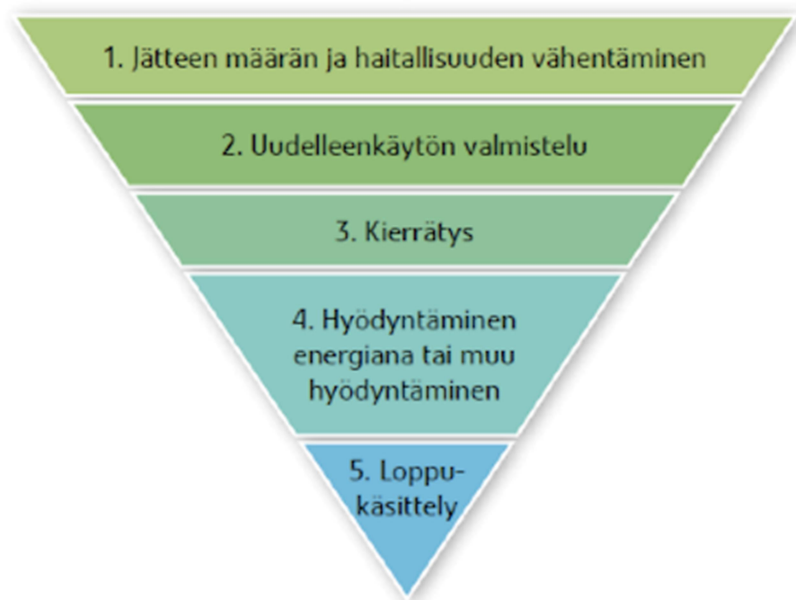 1. Jätteen määrän ja haitallisuuden vähentäminen
2. Uudelleenkäytön valmistelu
3. Kierrätys
4. Hyödyntäminen
energiana tai muu
hyödyntäminen
5. Loppu-
käsittely